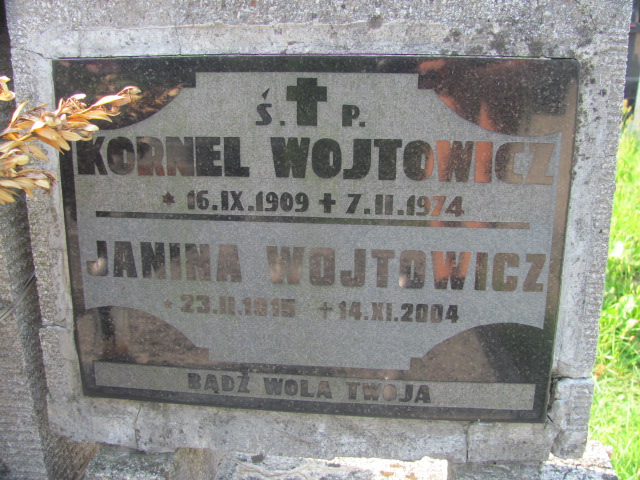 Ś. P.
KORNEL WOJTOWICZ
* 16.IX.1909 + 7.II.1974
JANINA WOJTOWICZ
* 23.II.1915 + 14.XI.2004
BĄDŹ WOLA TWOJA